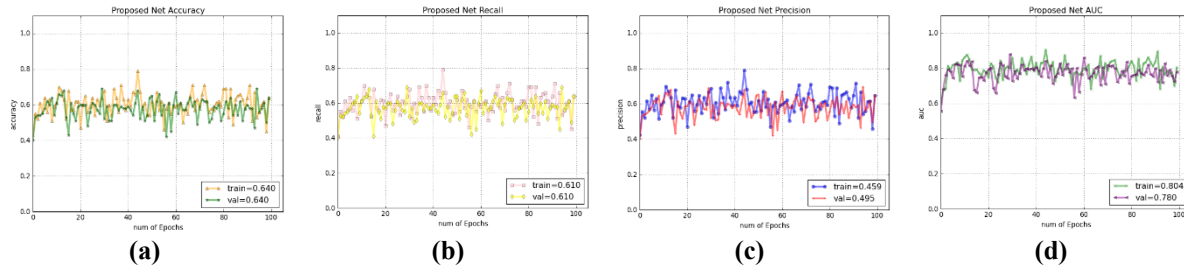 Proposed Net Accuracy
1.0
0.8
0.6
0.4
0.2
0.0
accuracy
0 20 40 60 80 100
num of Epochs
train=0.640
val=0.640
(a)
Proposed Net Recall
1.0
0.8
0.6
0.4
0.2
0.0
recall
0 20 40 60 80 100
num of Epochs
train=0.610
val=0.610
(b)
Proposed Net Precision
1.0
0.8
0.6
0.4
0.2
0.0
precision
0 20 40 60 80 100
num of Epochs
train=0.459
val=0.495
(c)
Proposed Net AUC
1.0
0.8
0.6
0.4
0.2
0.0
auc
0 20 40 60 80 100
num of Epochs
train=0.804
val=0.780
(d)